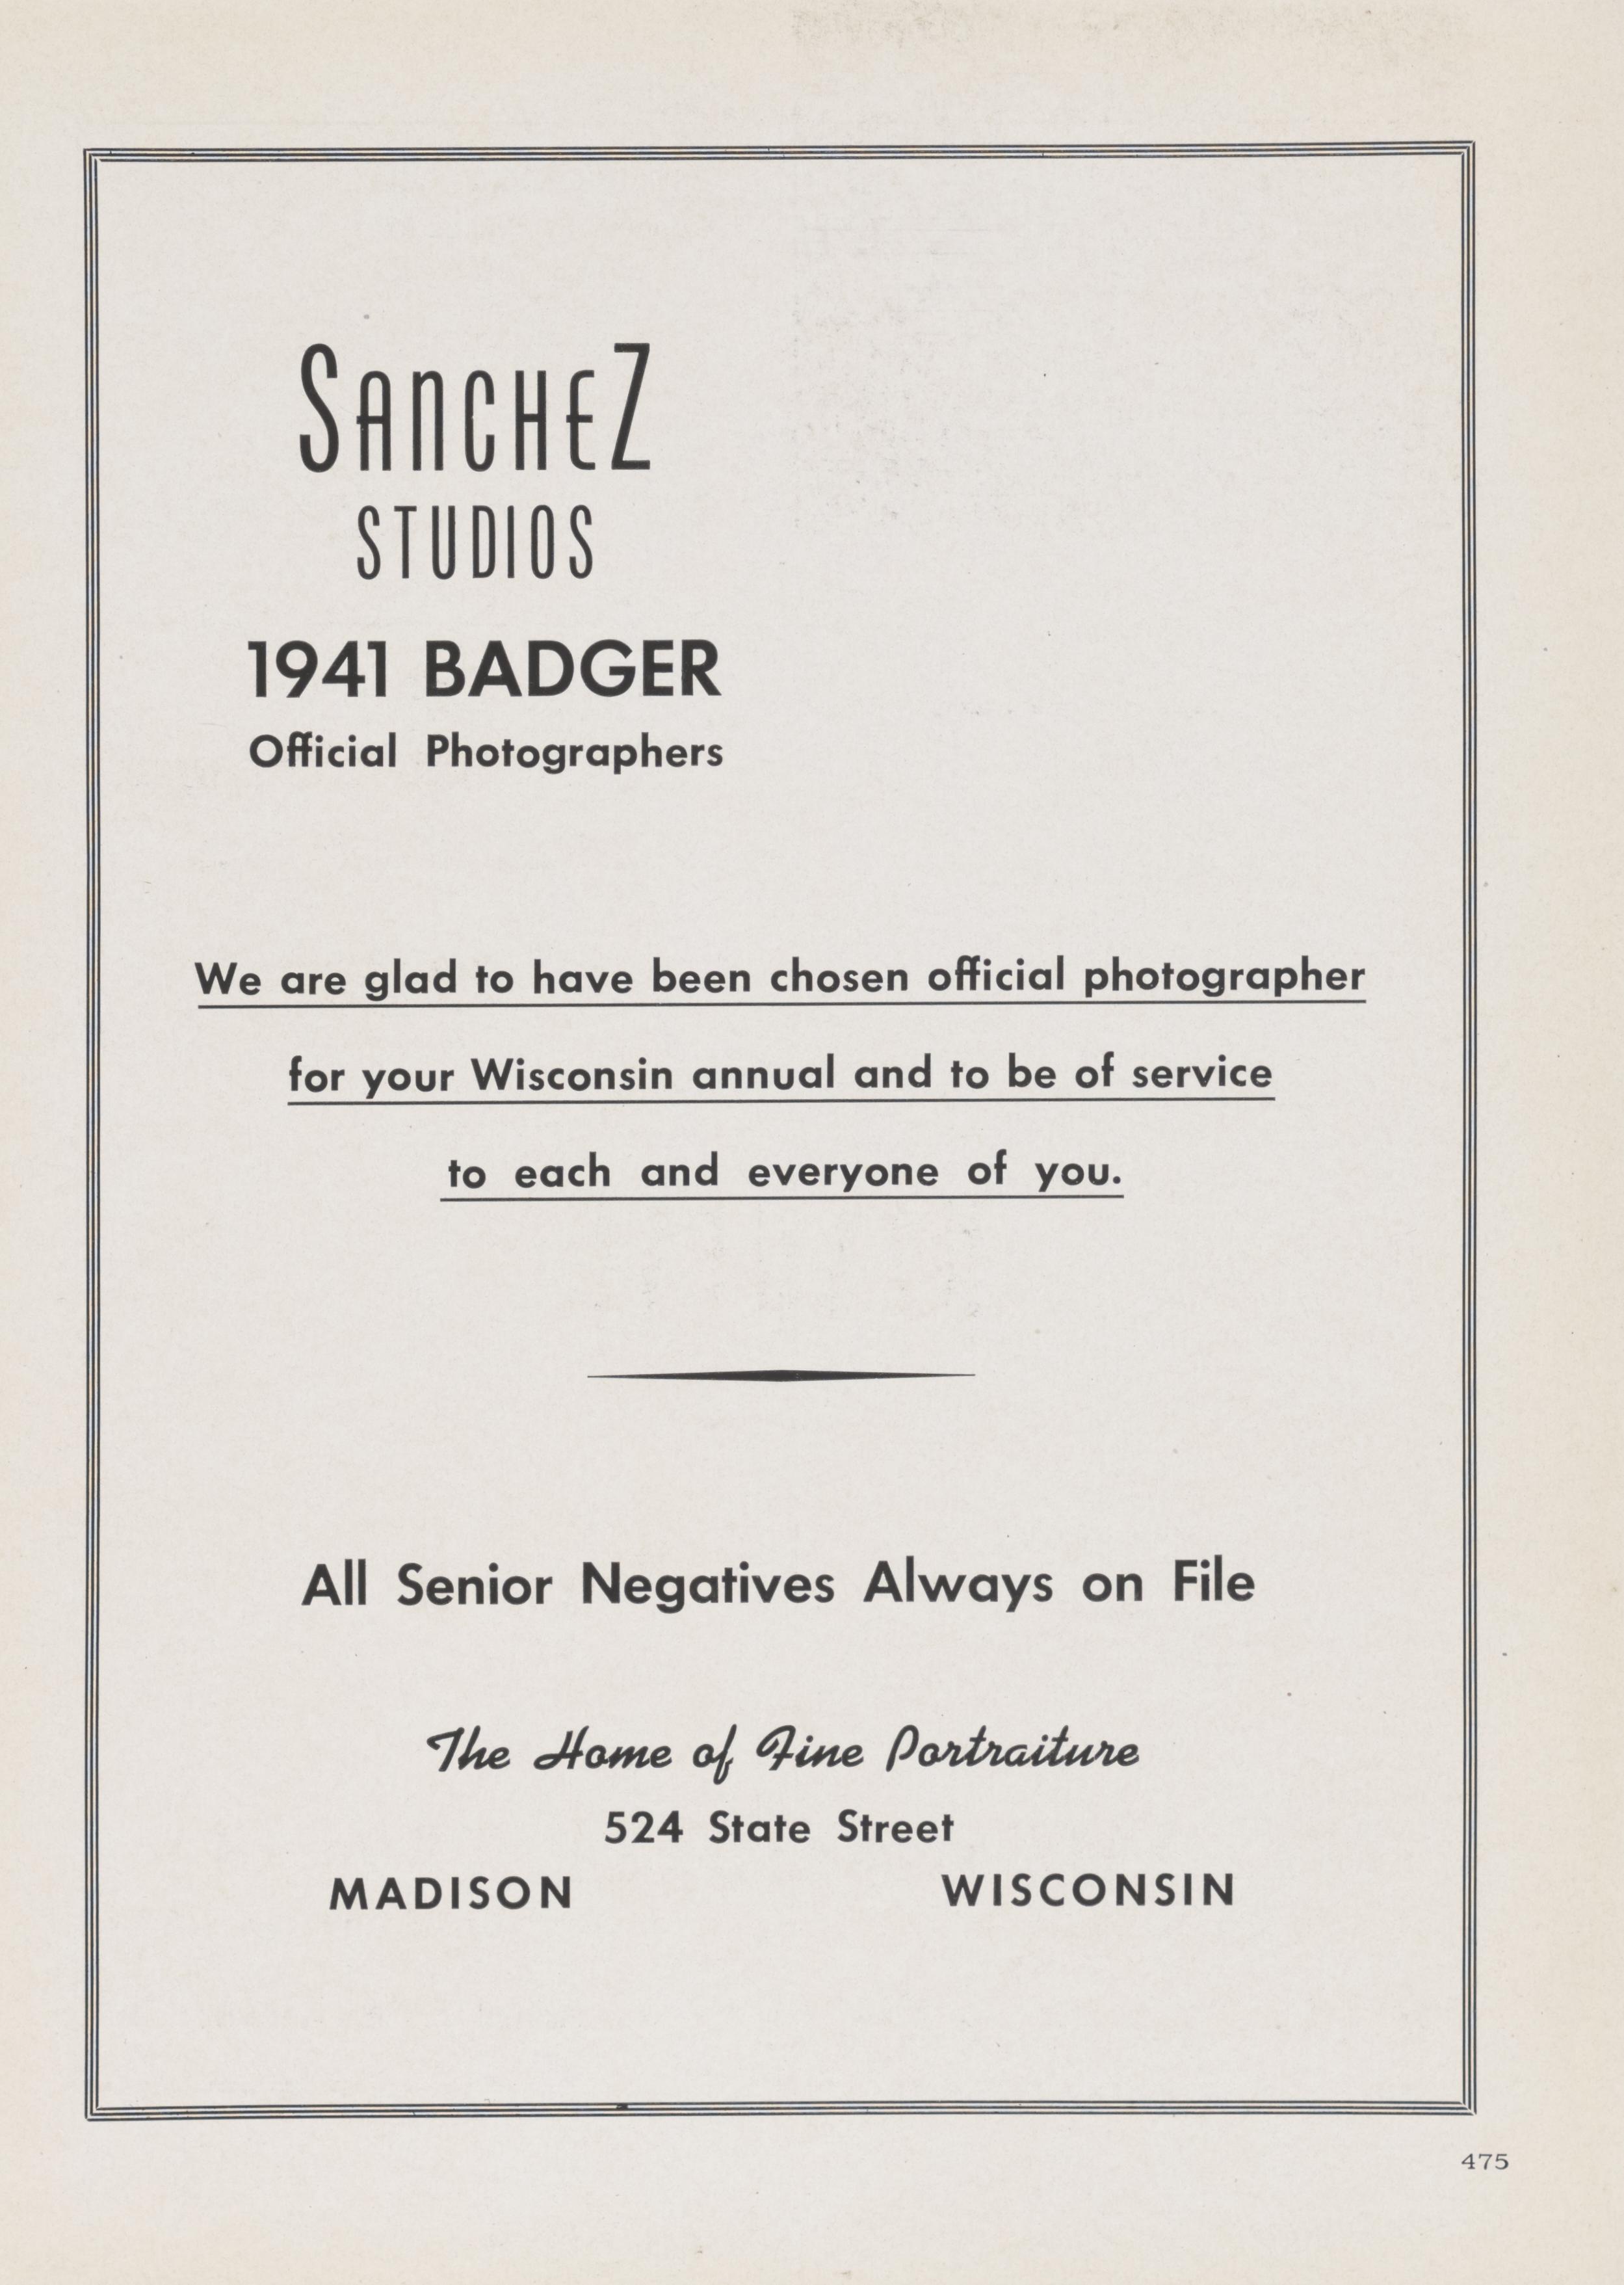 SANCHEZ
STUDIOS
1941 BADGER
Official Photographers
We are glad to have been chosen official photographer
for your Wisconsin annual and to be of service
to each and everyone of you.
All Senior Negatives Always on File
The Home of Fine Portraiture
524 State Street
MADISON WISCONSIN
475